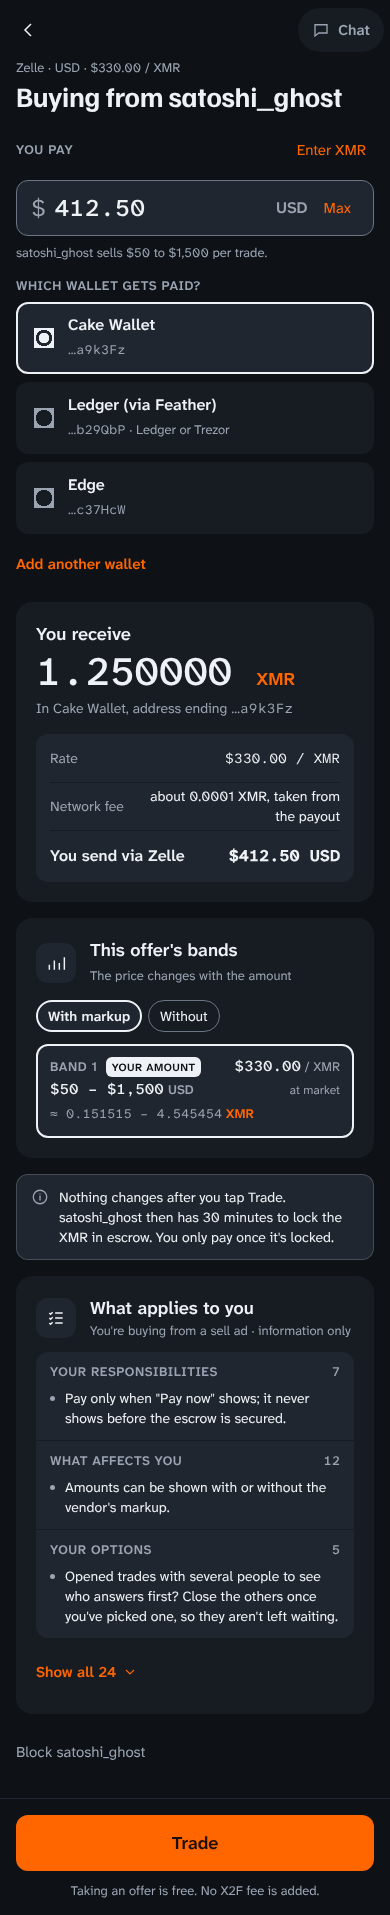 Chat
Zelle · USD · $330.00 / XMR
Buying from satoshi_ghost
YOU PAY
Enter XMR
$ 412.50 USD Max
satoshi_ghost sells $50 to $1,500 per trade.
WHICH WALLET GETS PAID?
Cake Wallet
…a9k3Fz
Ledger (via Feather)
…b29QbP · Ledger or Trezor
Edge
…c37HcW
Add another wallet
You receive
1.250000 XMR
In Cake Wallet, address ending …a9k3Fz
Rate $330.00 / XMR
Network fee about 0.0001 XMR, taken from
the payout
You send via Zelle $412.50 USD
This offer's bands
The price changes with the amount
With markup Without
BAND 1 YOUR AMOUNT $330.00 / XMR
$50 – $1,500 USD at market
≈ 0.151515 – 4.545454 XMR
Nothing changes after you tap Trade.
satoshi_ghost then has 30 minutes to lock the
XMR in escrow. You only pay once it's locked.
What applies to you
You're buying from a sell ad · information only
YOUR RESPONSIBILITIES 7
• Pay only when "Pay now" shows; it never
shows before the escrow is secured.
WHAT AFFECTS YOU 12
• Amounts can be shown with or without the
vendor's markup.
YOUR OPTIONS 5
• Opened trades with several people to see
who answers first? Close the others once
you've picked one, so they aren't left waiting.
Show all 24
Block satoshi_ghost
Trade
Taking an offer is free. No X2F fee is added.